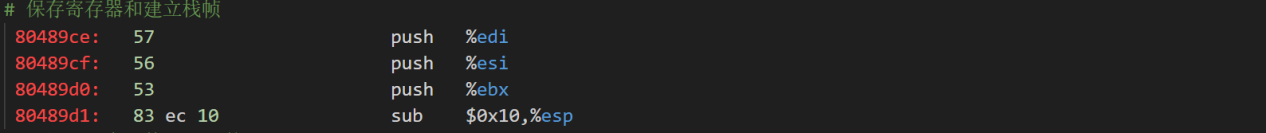 # 保存寄存器和建立栈帧
80489ce: 57 push %edi
80489cf: 56 push %esi
80489d0: 53 push %ebx
80489d1: 83 ec 10 sub $0x10,%esp